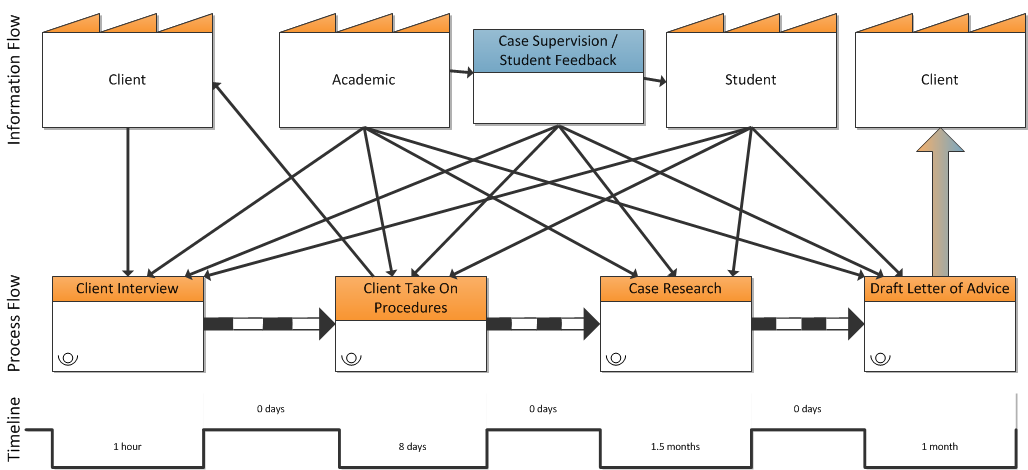 Information Flow
Client
Academic
Case Supervision /
Student Feedback
Student
Client
Process Flow
Client Interview
Client Take On
Procedures
Case Research
Draft Letter of Advice
Timeline
0 days
0 days
0 days
1 hour
8 days
1.5 months
1 month